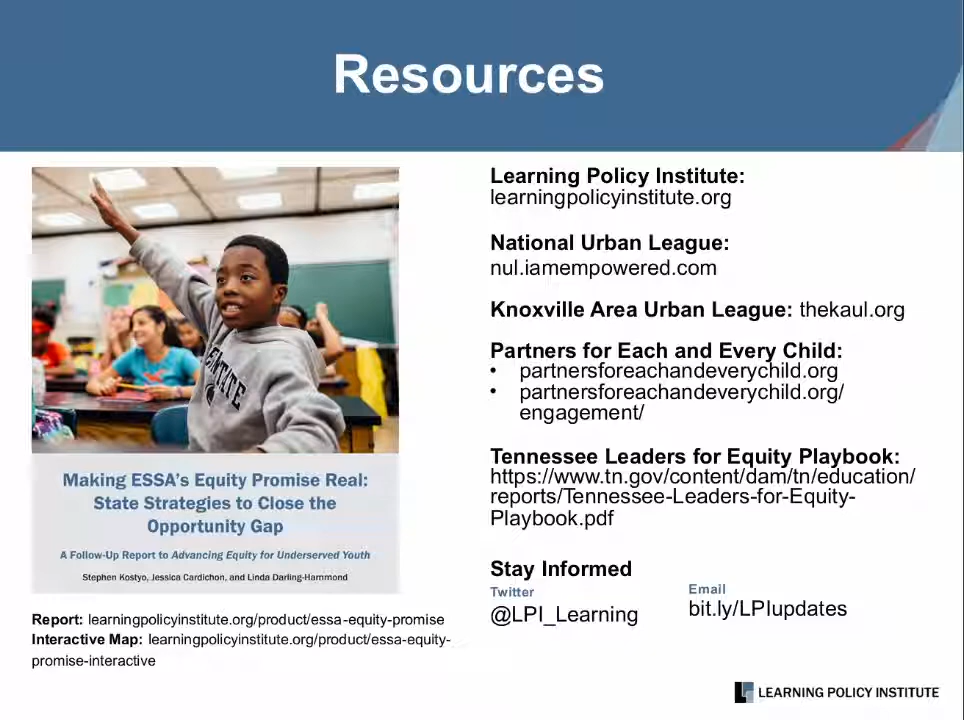 Resources
Making ESSA's Equity Promise Real:
State Strategies to Close the
Opportunity Gap
A Follow-Up Report to Advancing Equity for Underserved Youth
Stephen Kostyo, Jessica Cardichon, and Linda Darling-Hammond
Report: learningpolicyinstitute.org/product/essa-equity-promise
Interactive Map: learningpolicyinstitute.org/product/essa-equity-
promise-interactive
Learning Policy Institute:
learningpolicyinstitute.org
National Urban League:
nul.iamempowered.com
Knoxville Area Urban League: thekaul.org
Partners for Each and Every Child:
• partnersforeachandeverychild.org
• partnersforeachandeverychild.org/
engagement/
Tennessee Leaders for Equity Playbook:
https://www.tn.gov/content/dam/tn/education/
reports/Tennessee-Leaders-for-Equity-
Playbook.pdf
Stay Informed
Twitter
@LPI_Learning
Email
bit.ly/LPIupdates
LEARNING POLICY INSTITUTE